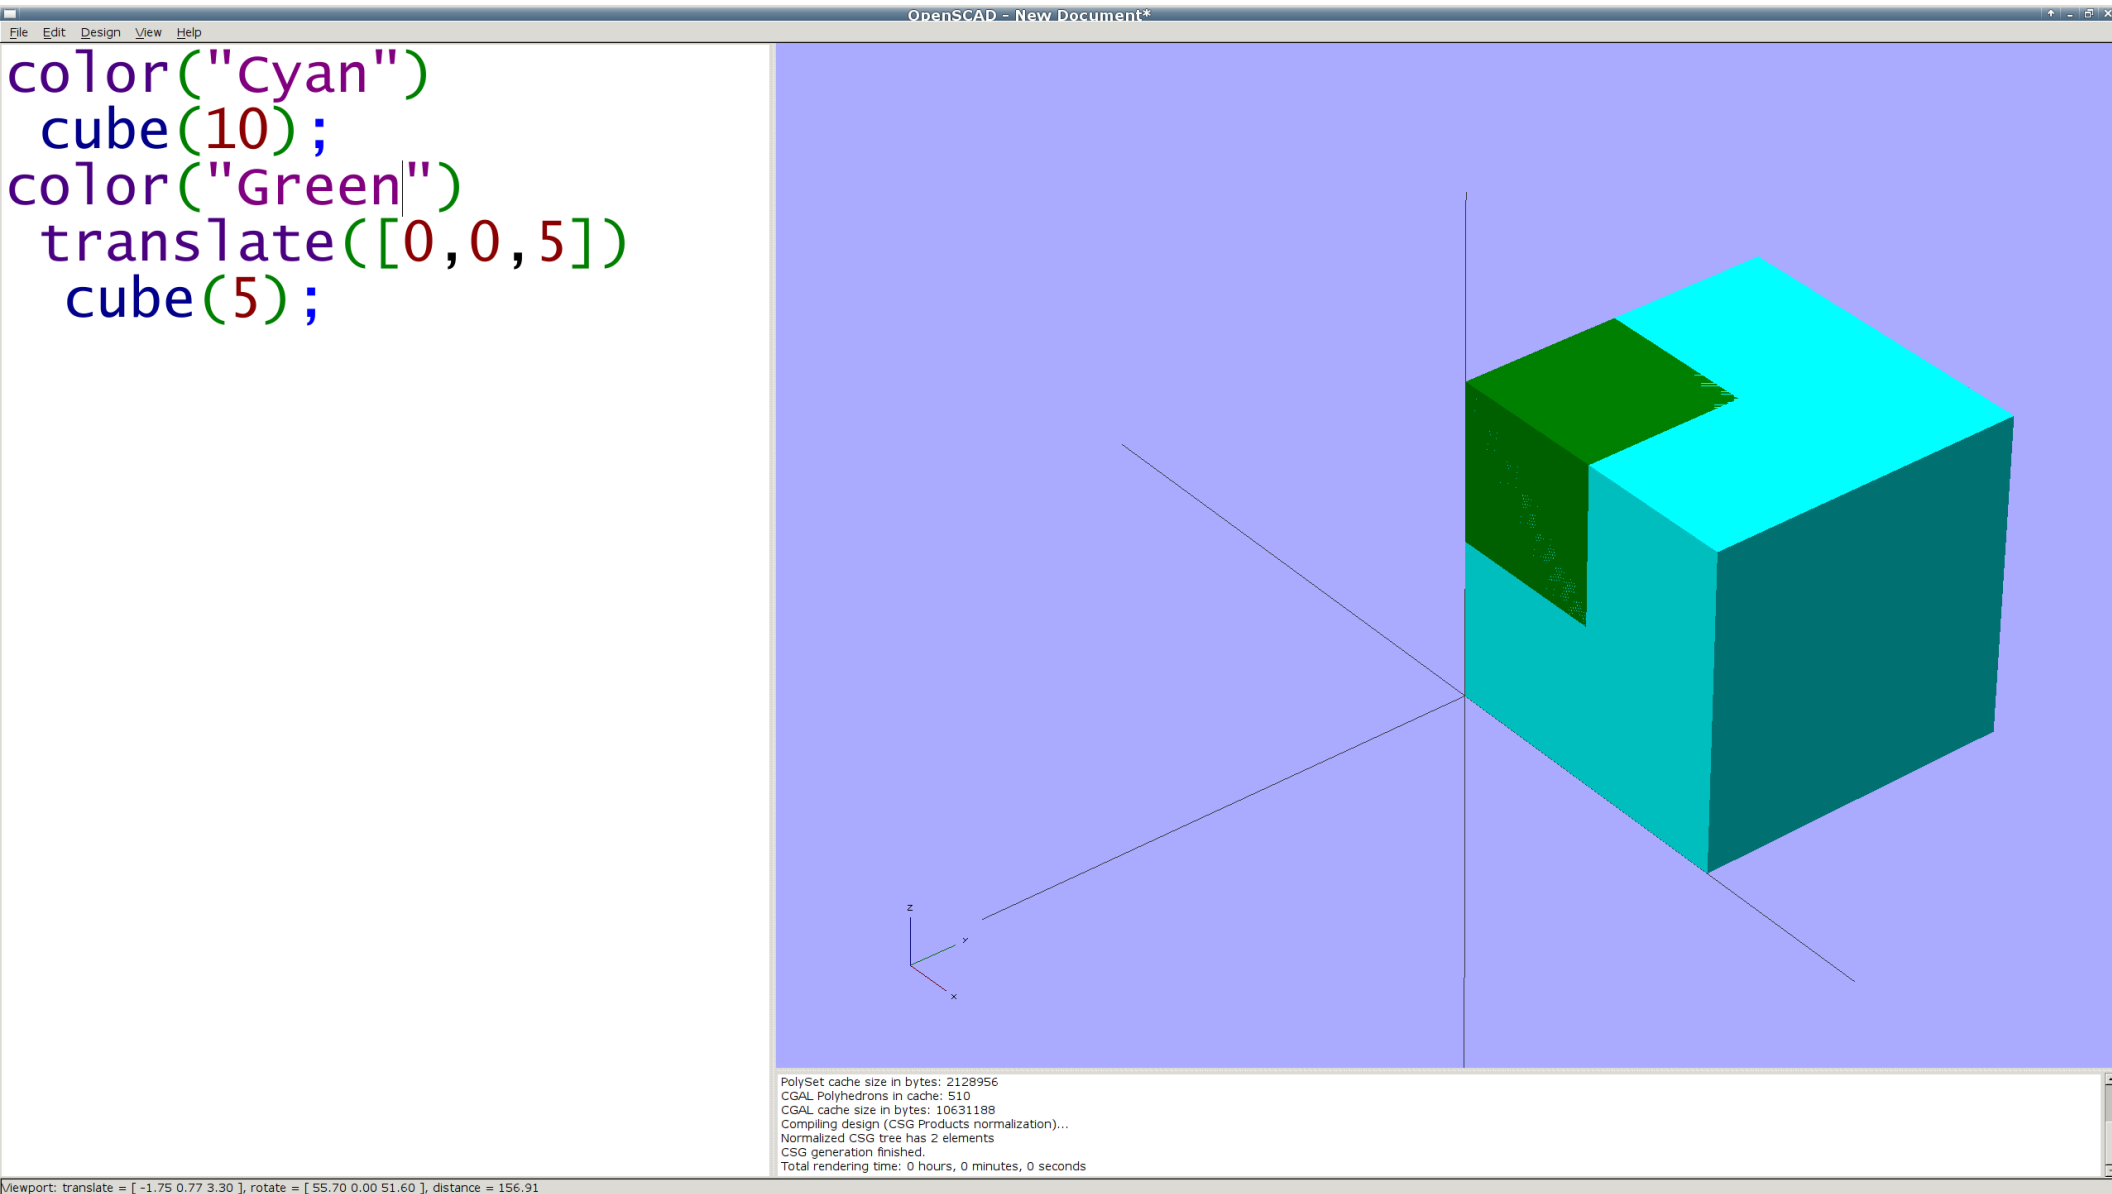 OpenSCAD - New Document*
File Edit Design View Help
color("Cyan")
 cube(10);
color("Green")
 translate([0,0,5])
  cube(5);
z
y
x
PolySet cache size in bytes: 2128956
CGAL Polyhedrons in cache: 510
CGAL cache size in bytes: 10631188
Compiling design (CSG Products normalization)...
Normalized CSG tree has 2 elements
CSG generation finished.
Total rendering time: 0 hours, 0 minutes, 0 seconds
Viewport: translate = [ -1.75 0.77 3.30 ], rotate = [ 55.70 0.00 51.60 ], distance = 156.91